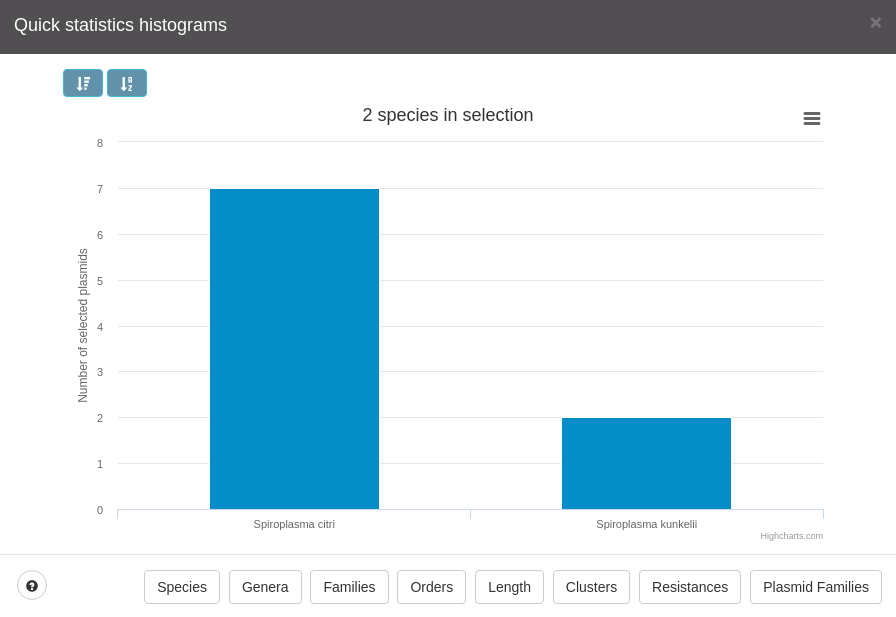 Quick statistics histograms
×
2 species in selection
8
7
6
5
4
3
2
1
0
Number of selected plasmids
Spiroplasma citri
Spiroplasma kunkelii
Highcharts.com
Species
Genera
Families
Orders
Length
Clusters
Resistances
Plasmid Families